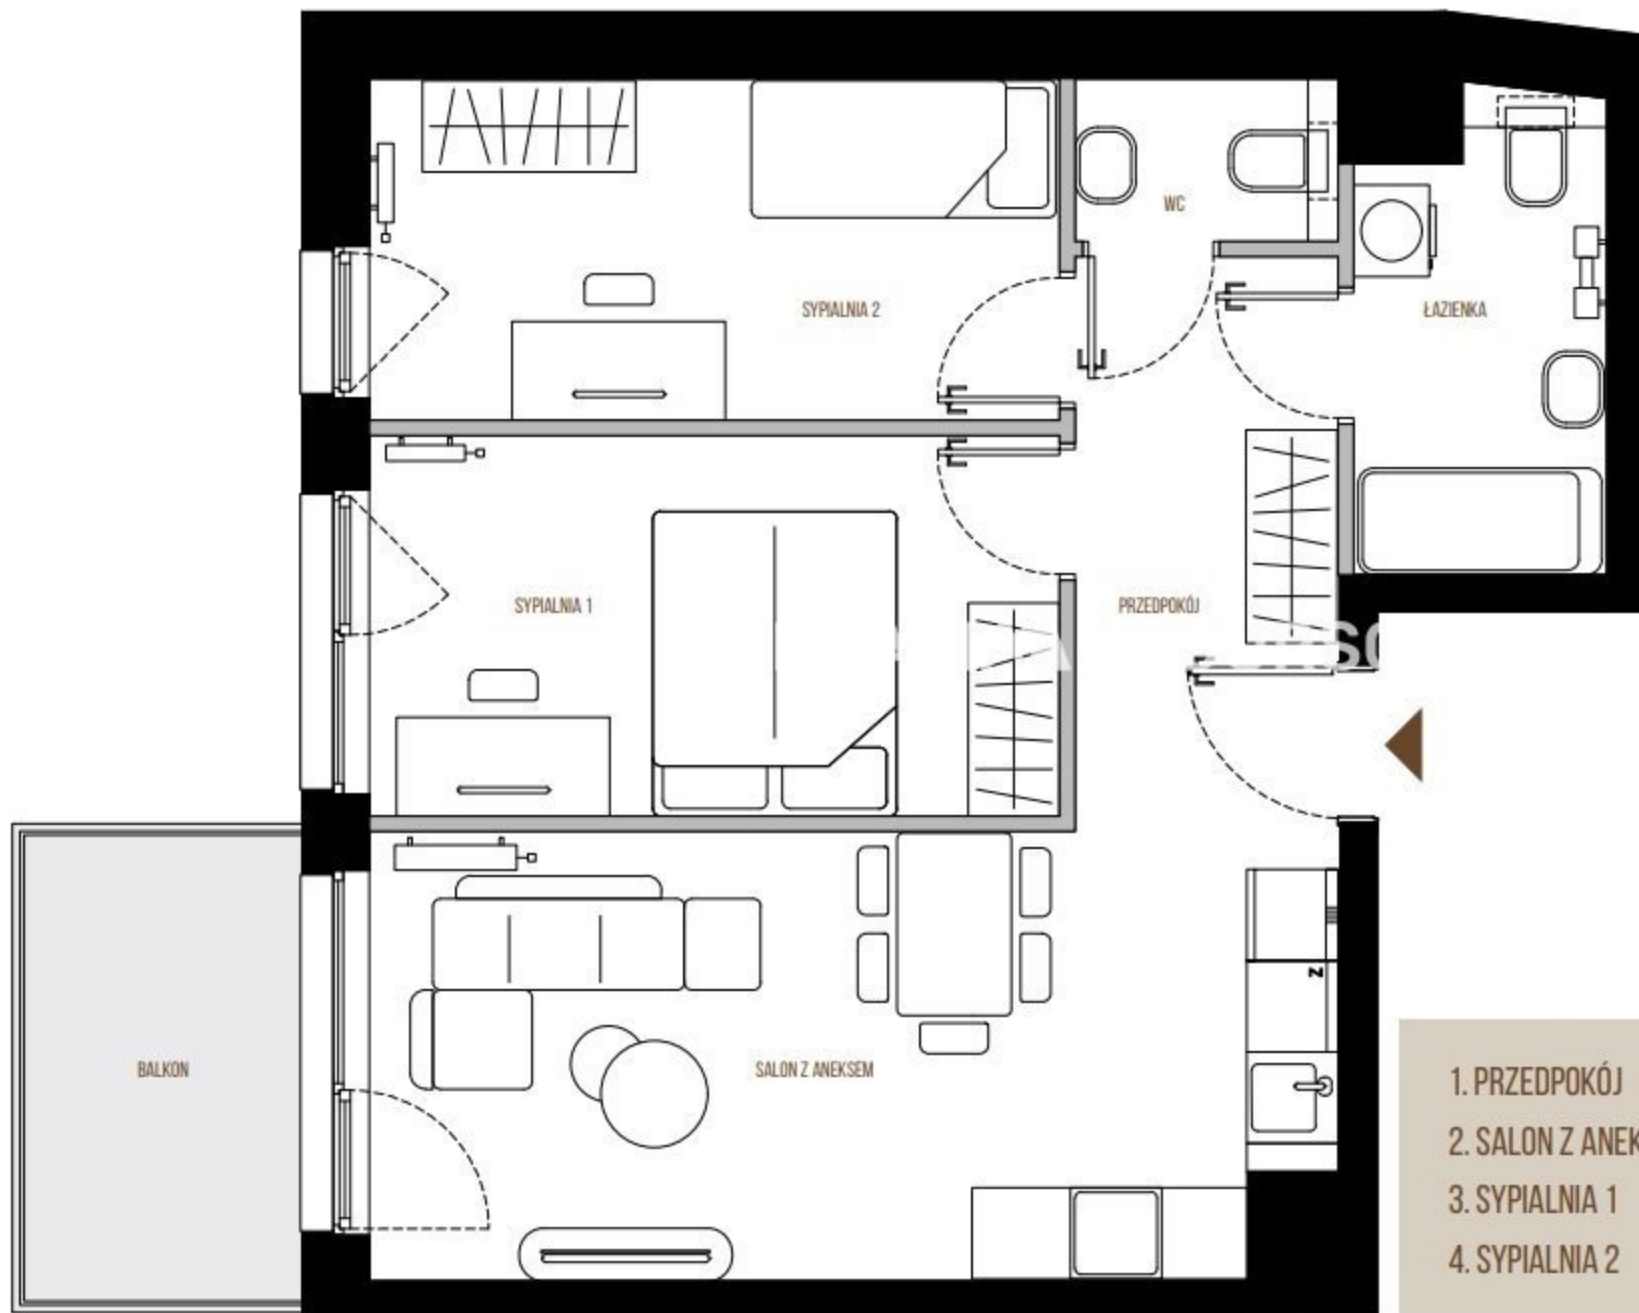 WC
SYPIALNIA 2
ŁAZIENKA
SYPIALNIA 1
PRZEDPOKÓJ
BALKON
SALON Z ANEKSEM
Z
1. PRZEDPOKÓJ
2. SALON Z ANEK
3. SYPIALNIA 1
4. SYPIALNIA 2